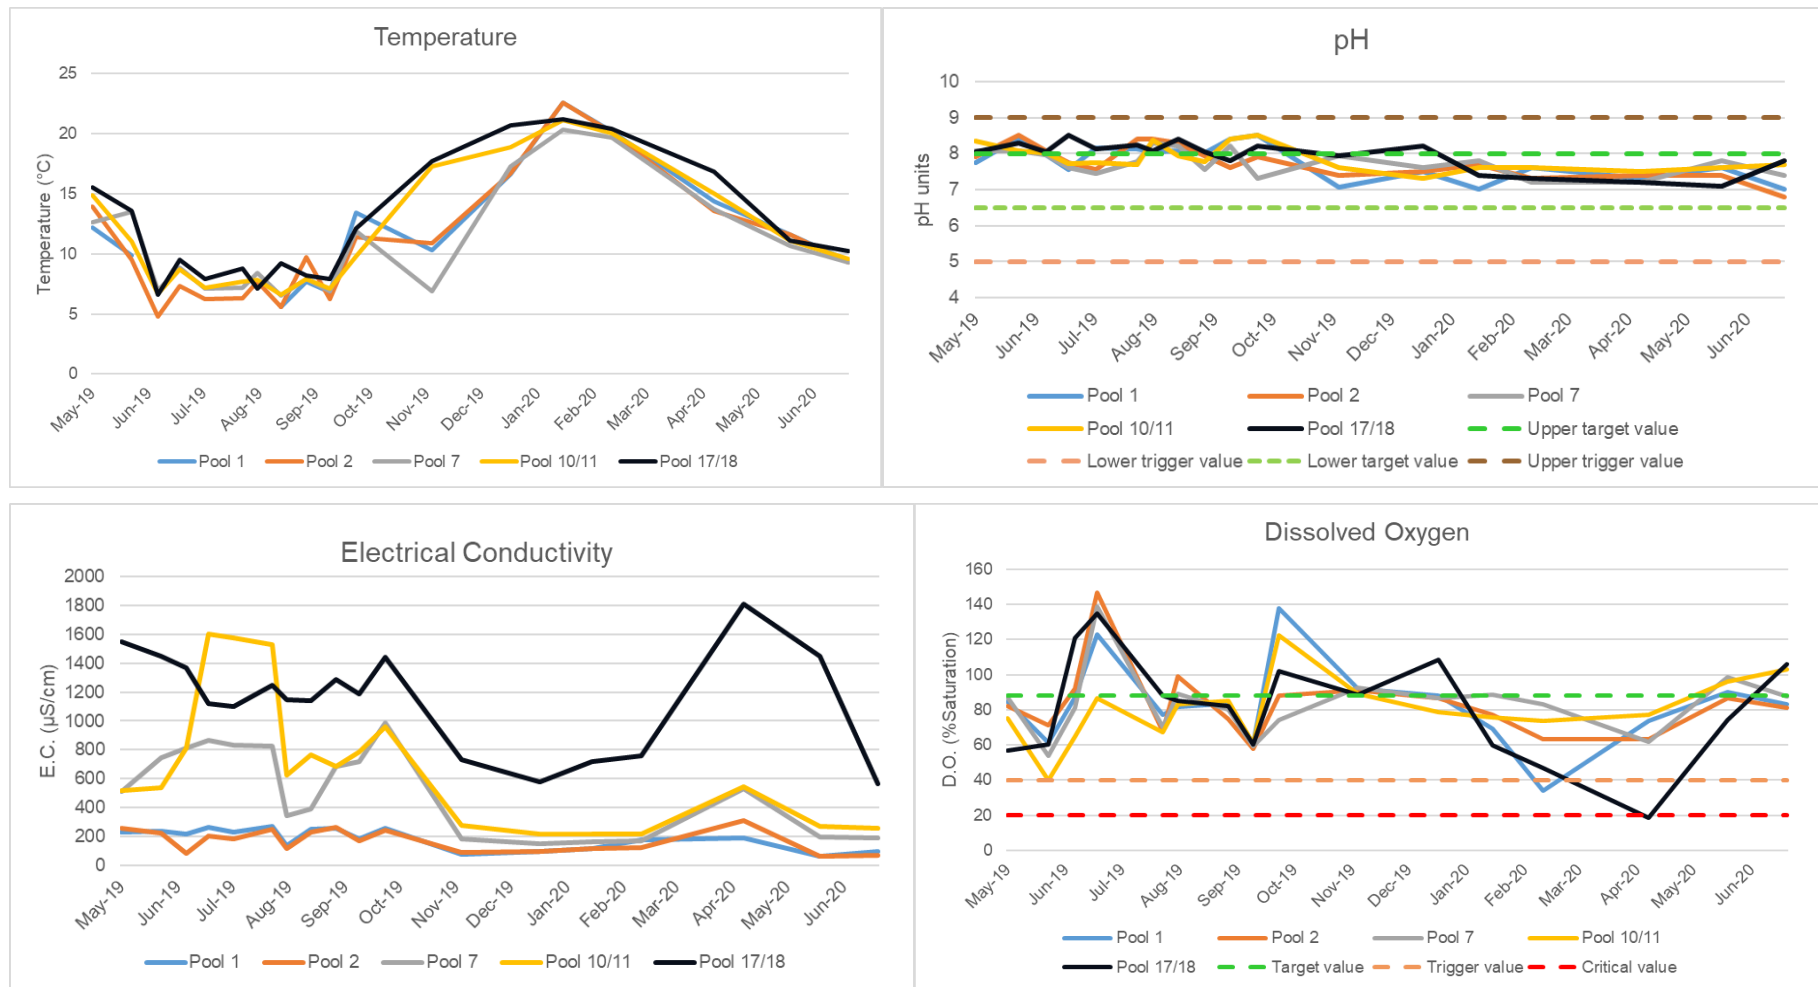 Temperature
Temperature (°C)
25
20
15
10
5
0
May-19
Jun-19
Jul-19
Aug-19
Sep-19
Oct-19
Nov-19
Dec-19
Jan-20
Feb-20
Mar-20
Apr-20
May-20
Jun-20
Pool 1 Pool 2 Pool 7 Pool 10/11 Pool 17/18
pH
pH units
10
9
8
7
6
5
4
May-19
Jun-19
Jul-19
Aug-19
Sep-19
Oct-19
Nov-19
Dec-19
Jan-20
Feb-20
Mar-20
Apr-20
May-20
Jun-20
Pool 1 Pool 2 Pool 7
Pool 10/11 Pool 17/18 Upper target value
Lower trigger value Lower target value Upper trigger value
Electrical Conductivity
E.C. (µS/cm)
2000
1800
1600
1400
1200
1000
800
600
400
200
0
May-19
Jun-19
Jul-19
Aug-19
Sep-19
Oct-19
Nov-19
Dec-19
Jan-20
Feb-20
Mar-20
Apr-20
May-20
Jun-20
Pool 1 Pool 2 Pool 7 Pool 10/11 Pool 17/18
Dissolved Oxygen
D.O. (%Saturation)
160
140
120
100
80
60
40
20
0
May-19
Jun-19
Jul-19
Aug-19
Sep-19
Oct-19
Nov-19
Dec-19
Jan-20
Feb-20
Mar-20
Apr-20
May-20
Jun-20
Pool 1 Pool 2 Pool 7 Pool 10/11
Pool 17/18 Target value Trigger value Critical value